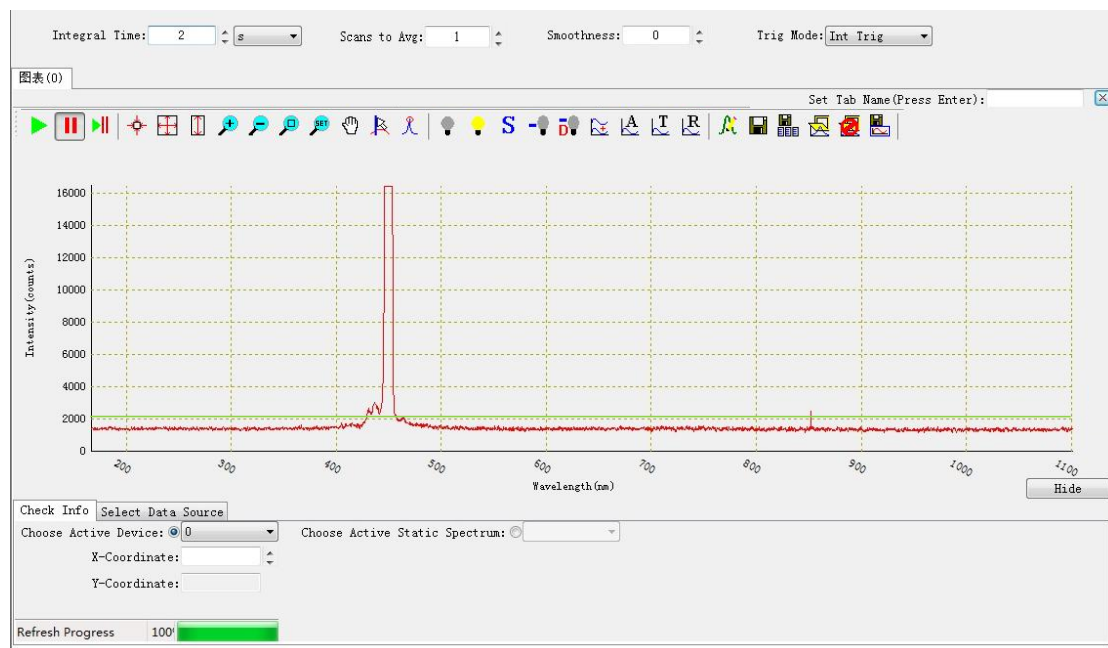 Integral Time: 2 s Scans to Avg: 1 Smoothness: 0 Trig Mode: Int Trig
图表(0)
Set Tab Name(Press Enter):
SET S D A T R
16000
14000
12000
10000
8000
6000
4000
2000
0
Intensity(counts)
200 300 400 500 600 700 800 900 1000 1100
Wavelength(nm)
Hide
Check Info Select Data Source
Choose Active Device: 0 Choose Active Static Spectrum:
X-Coordinate:
Y-Coordinate:
Refresh Progress 100